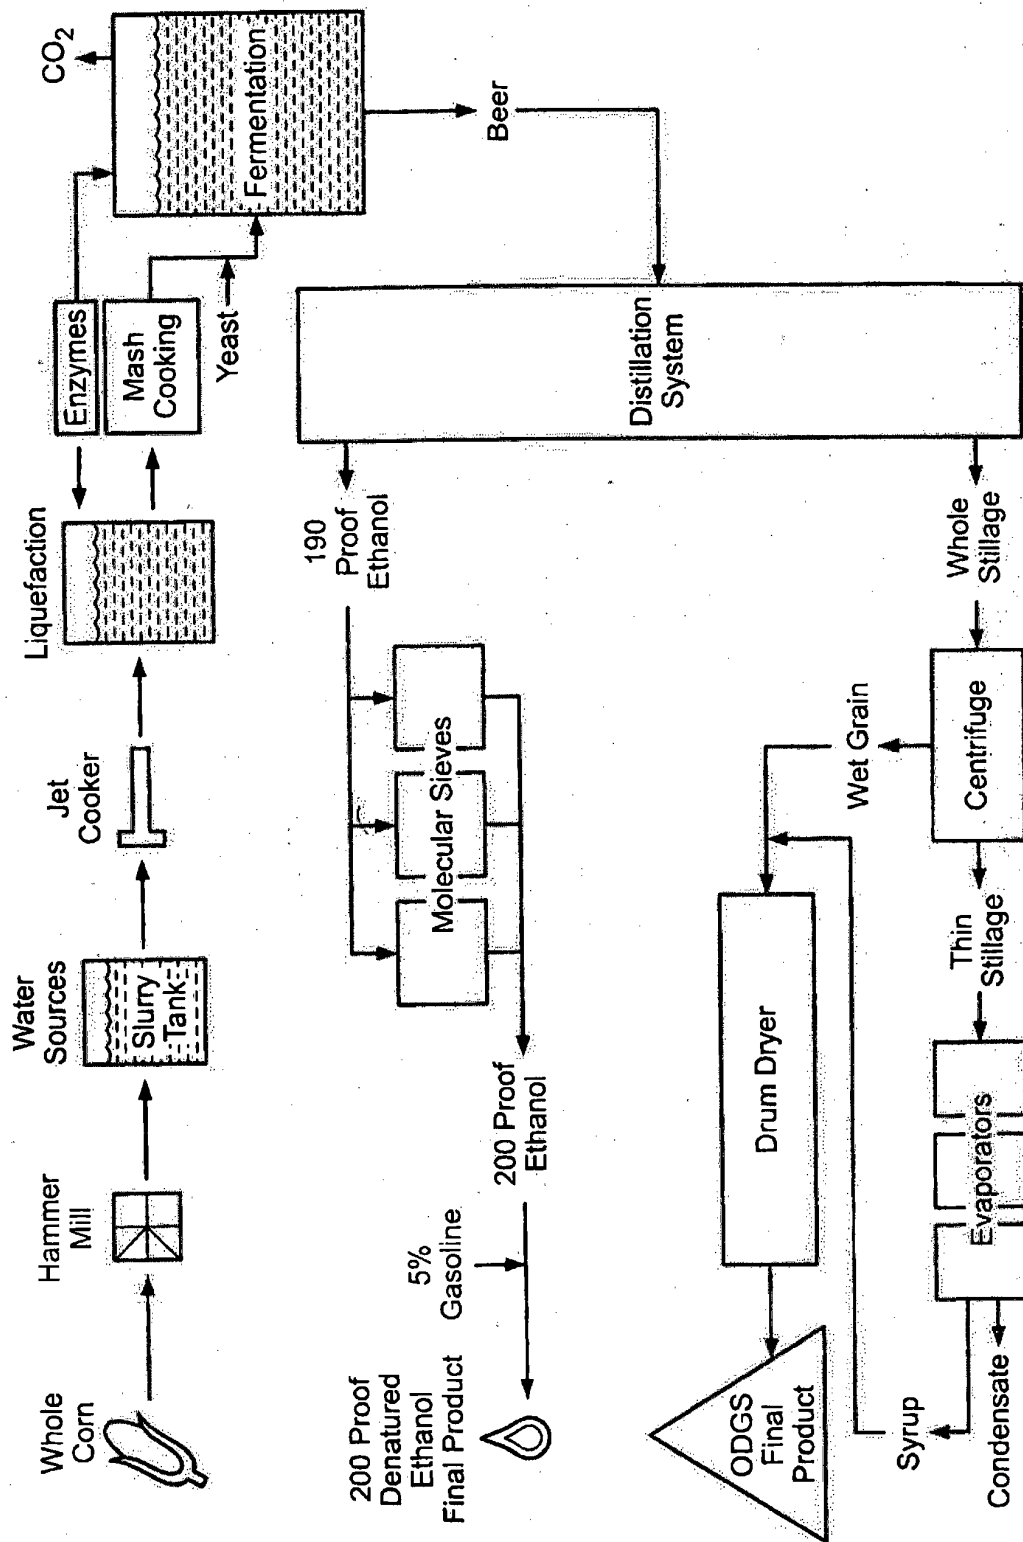 Whole
Corn
Hammer
Mill
Water
Sources
Slurry
Tank
Jet
Cooker
Liquefaction
Enzymes
Mash
Cooking
Yeast
CO2
Fermentation
Beer
Distillation
System
190
Proof
Ethanol
Molecular Sieves
200 Proof
Ethanol
5%
Gasoline
200 Proof
Denatured
Ethanol
Final Product
Whole
Stillage
Centrifuge
Wet Grain
Thin
Stillage
Evaporators
Syrup
Condensate
Drum Dryer
ODGS
Final
Product